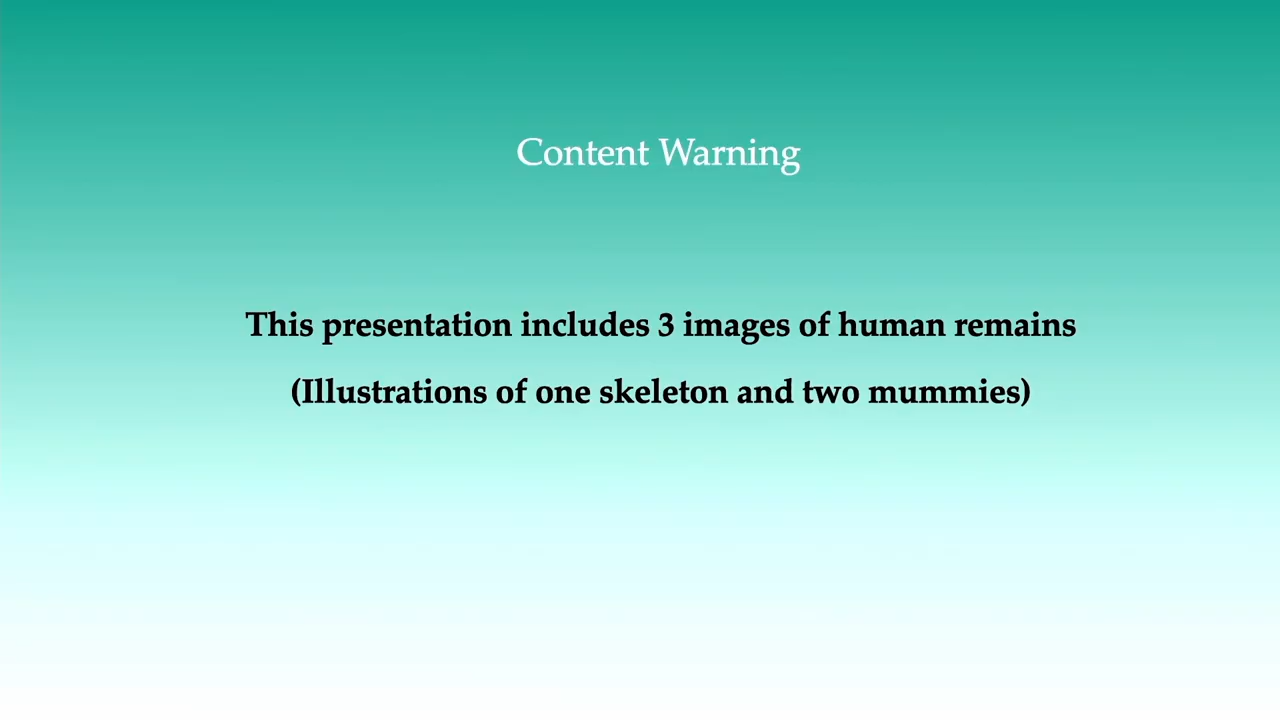 Content Warning
This presentation includes 3 images of human remains
(Illustrations of one skeleton and two mummies)